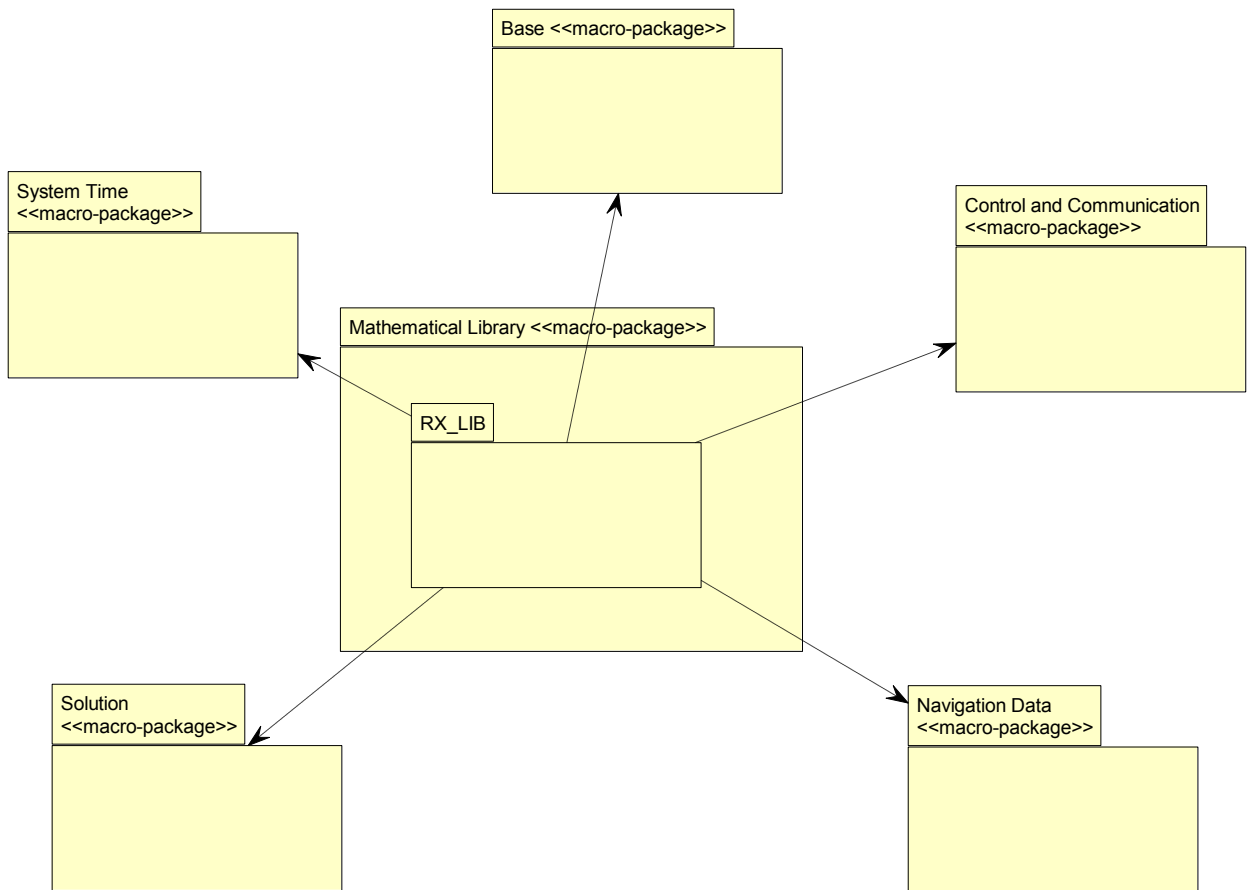 Base <<macro-package>>
System Time
<<macro-package>>
Control and Communication
<<macro-package>>
Mathematical Library <<macro-package>>
RX_LIB
Solution
<<macro-package>>
Navigation Data
<<macro-package>>